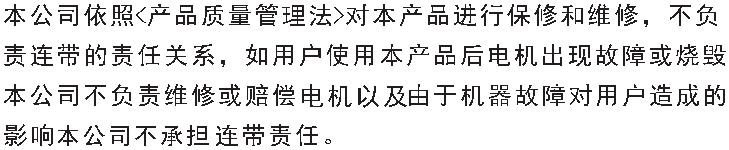 本公司依照<产品质量管理法>对本产品进行保修和维修，不负
责连带的责任关系，如用户使用本产品后电机出现故障或烧毁
本公司不负责维修或赔偿电机以及由于机器故障对用户造成的
影响本公司不承担连带责任。